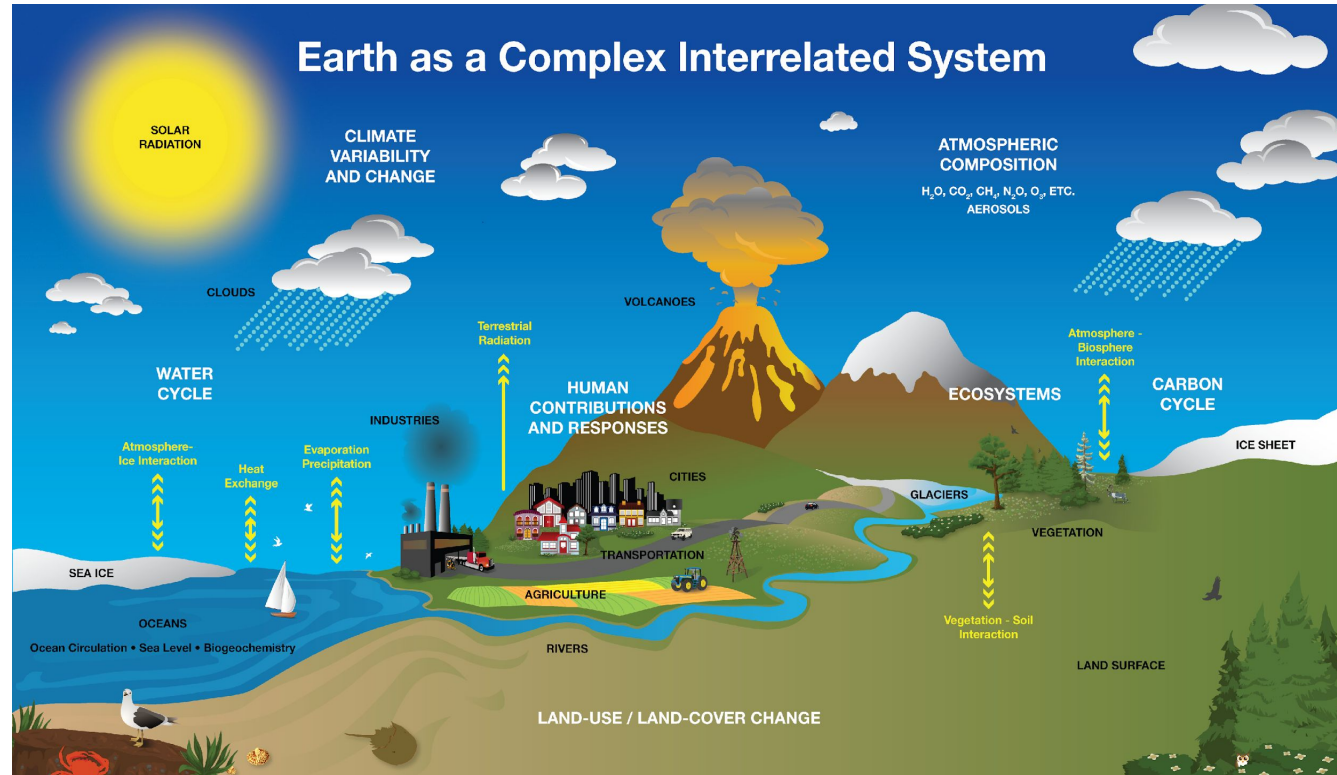 Earth as a Complex Interrelated System
SOLAR
RADIATION
CLIMATE
VARIABILITY
AND CHANGE
ATMOSPHERIC
COMPOSITION
H₂O, CO₂, CH₄, N₂O, O₃, ETC.
AEROSOLS
CLOUDS
VOLCANOES
Terrestrial
Radiation
Atmosphere -
Biosphere
Interaction
WATER
CYCLE
HUMAN
CONTRIBUTIONS
AND RESPONSES
ECOSYSTEMS
CARBON
CYCLE
INDUSTRIES
Atmosphere-
Ice Interaction
Heat
Exchange
Evaporation
Precipitation
ICE SHEET
CITIES
GLACIERS
VEGETATION
TRANSPORTATION
SEA ICE
AGRICULTURE
OCEANS
Ocean Circulation • Sea Level • Biogeochemistry
RIVERS
Vegetation - Soil
Interaction
LAND SURFACE
LAND-USE / LAND-COVER CHANGE